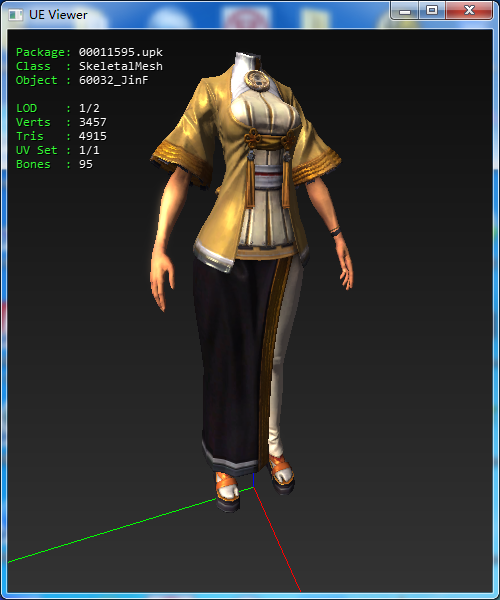 UE Viewer
Package: 00011595.upk
Class : SkeletalMesh
Object : 60032_JinF
LOD : 1/2
Verts : 3457
Tris : 4915
UV Set : 1/1
Bones : 95